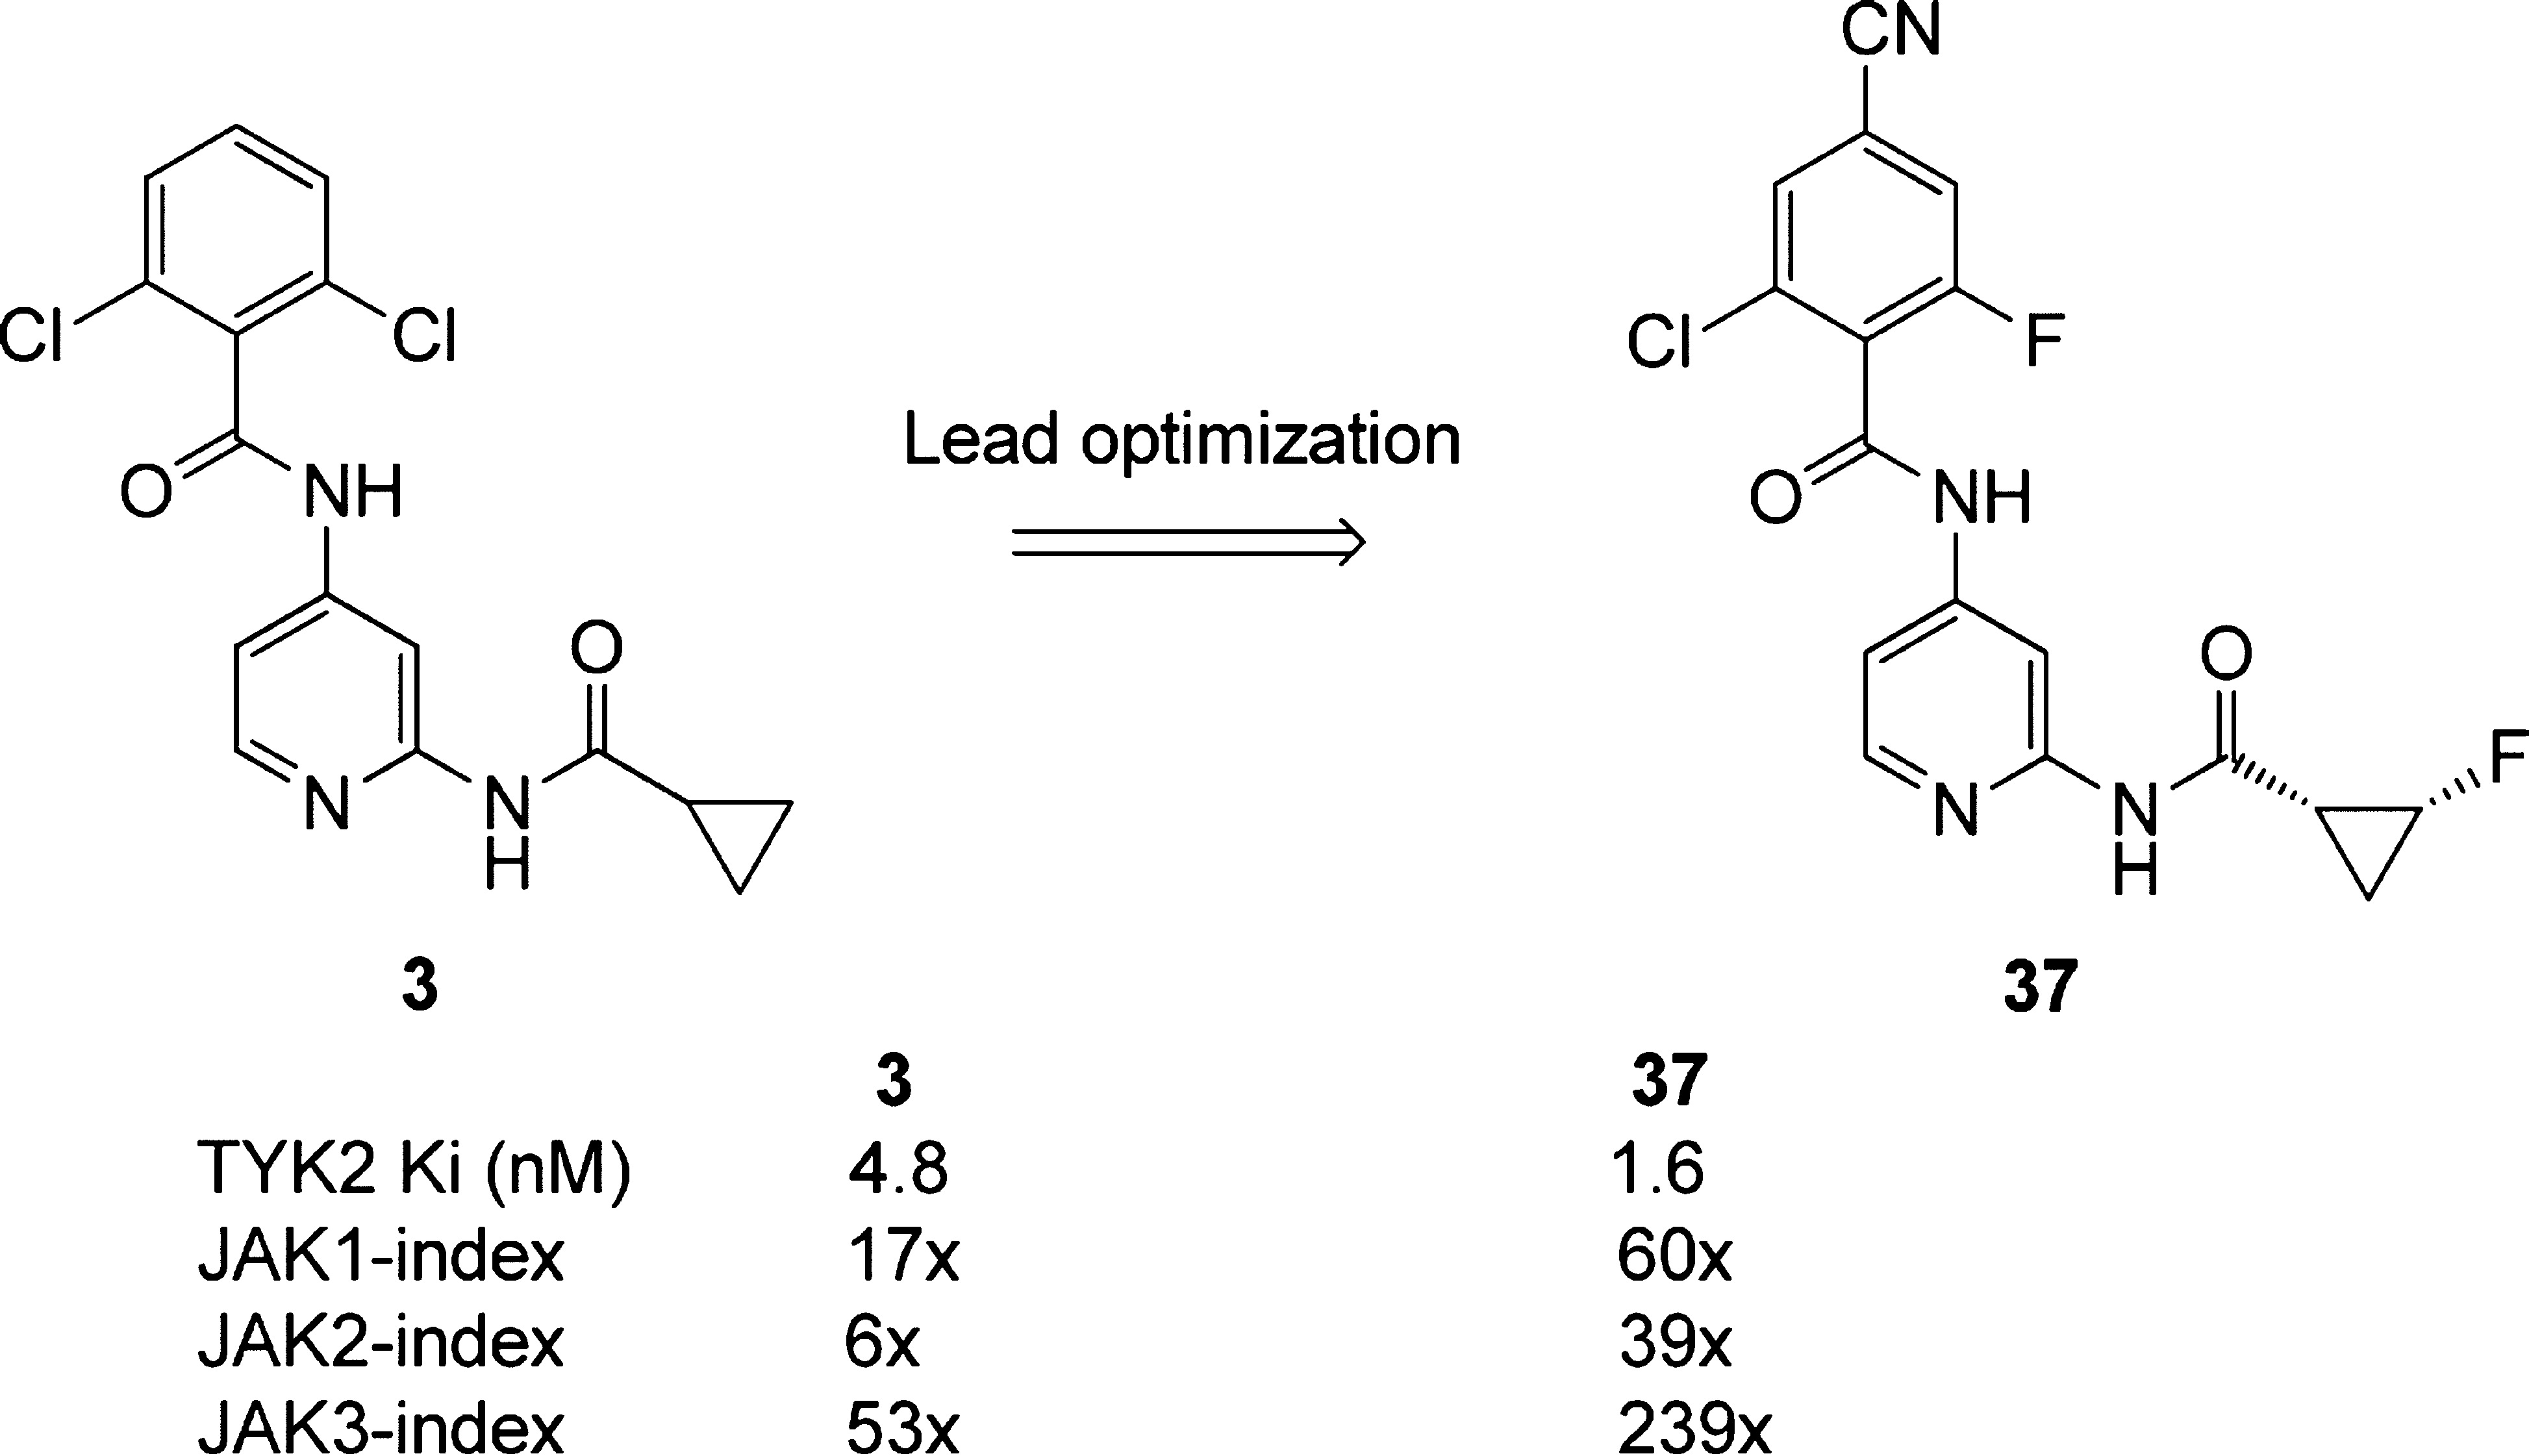 CN
Cl Cl
Cl F
Lead optimization
O NH
O NH
O
O
N N
H
N N
H
F
3
37
3 37
TYK2 Ki (nM) 4.8 1.6
JAK1-index 17x 60x
JAK2-index 6x 39x
JAK3-index 53x 239x